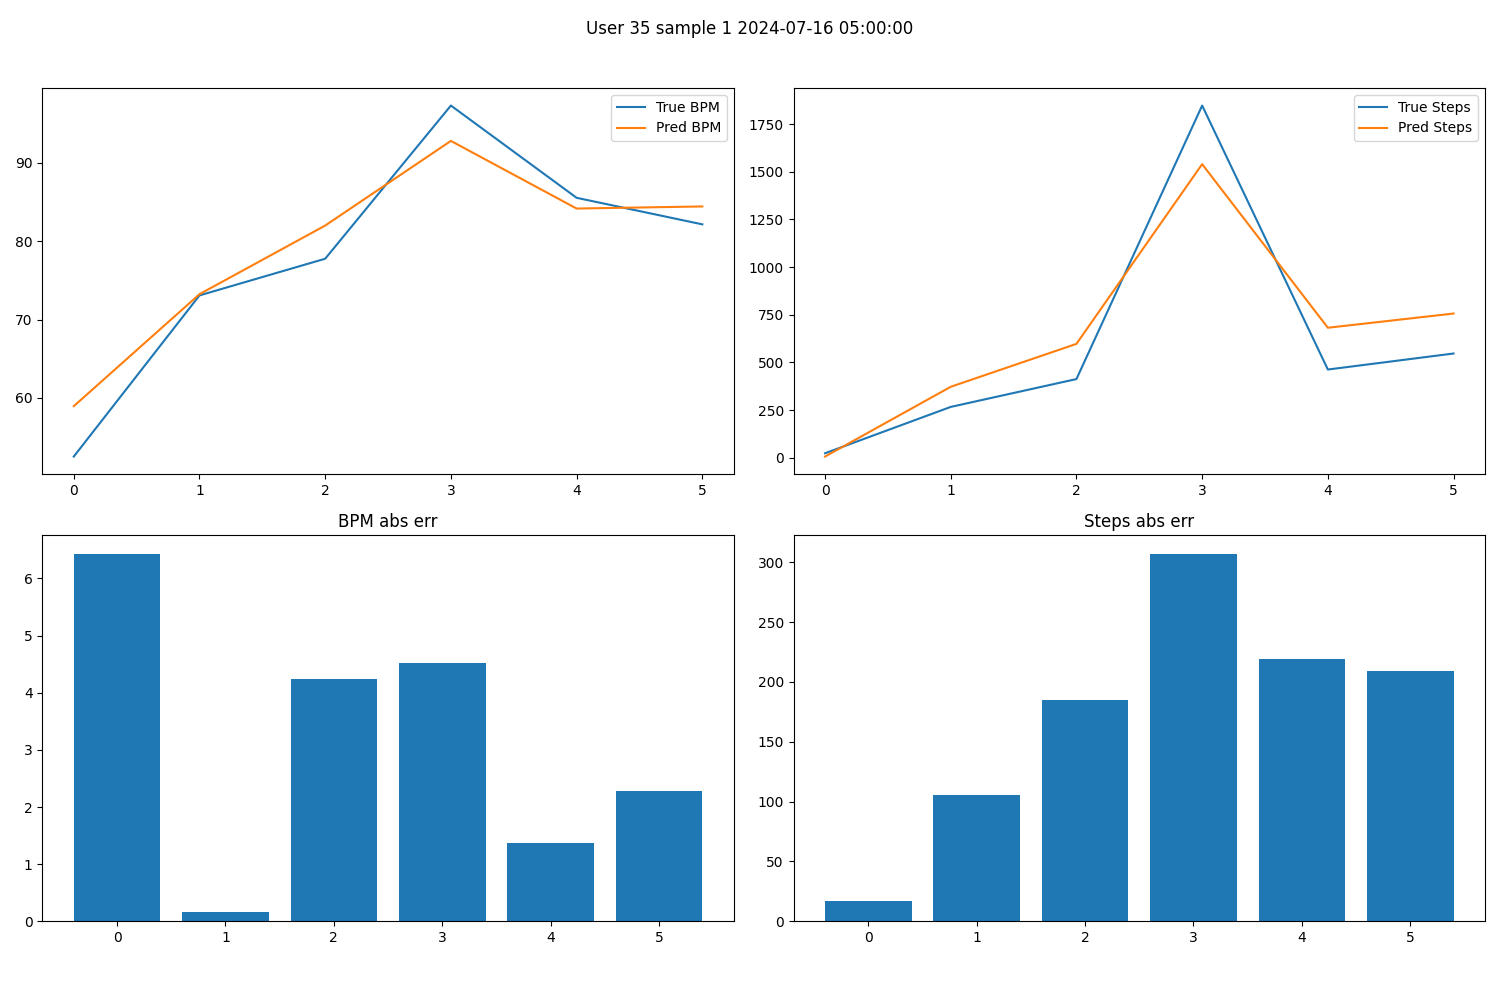 User 35 sample 1 2024-07-16 05:00:00
True BPM
Pred BPM
90
80
70
60
0 1 2 3 4 5
True Steps
Pred Steps
1750
1500
1250
1000
750
500
250
0
0 1 2 3 4 5
BPM abs err
6
5
4
3
2
1
0
0 1 2 3 4 5
Steps abs err
300
250
200
150
100
50
0
0 1 2 3 4 5